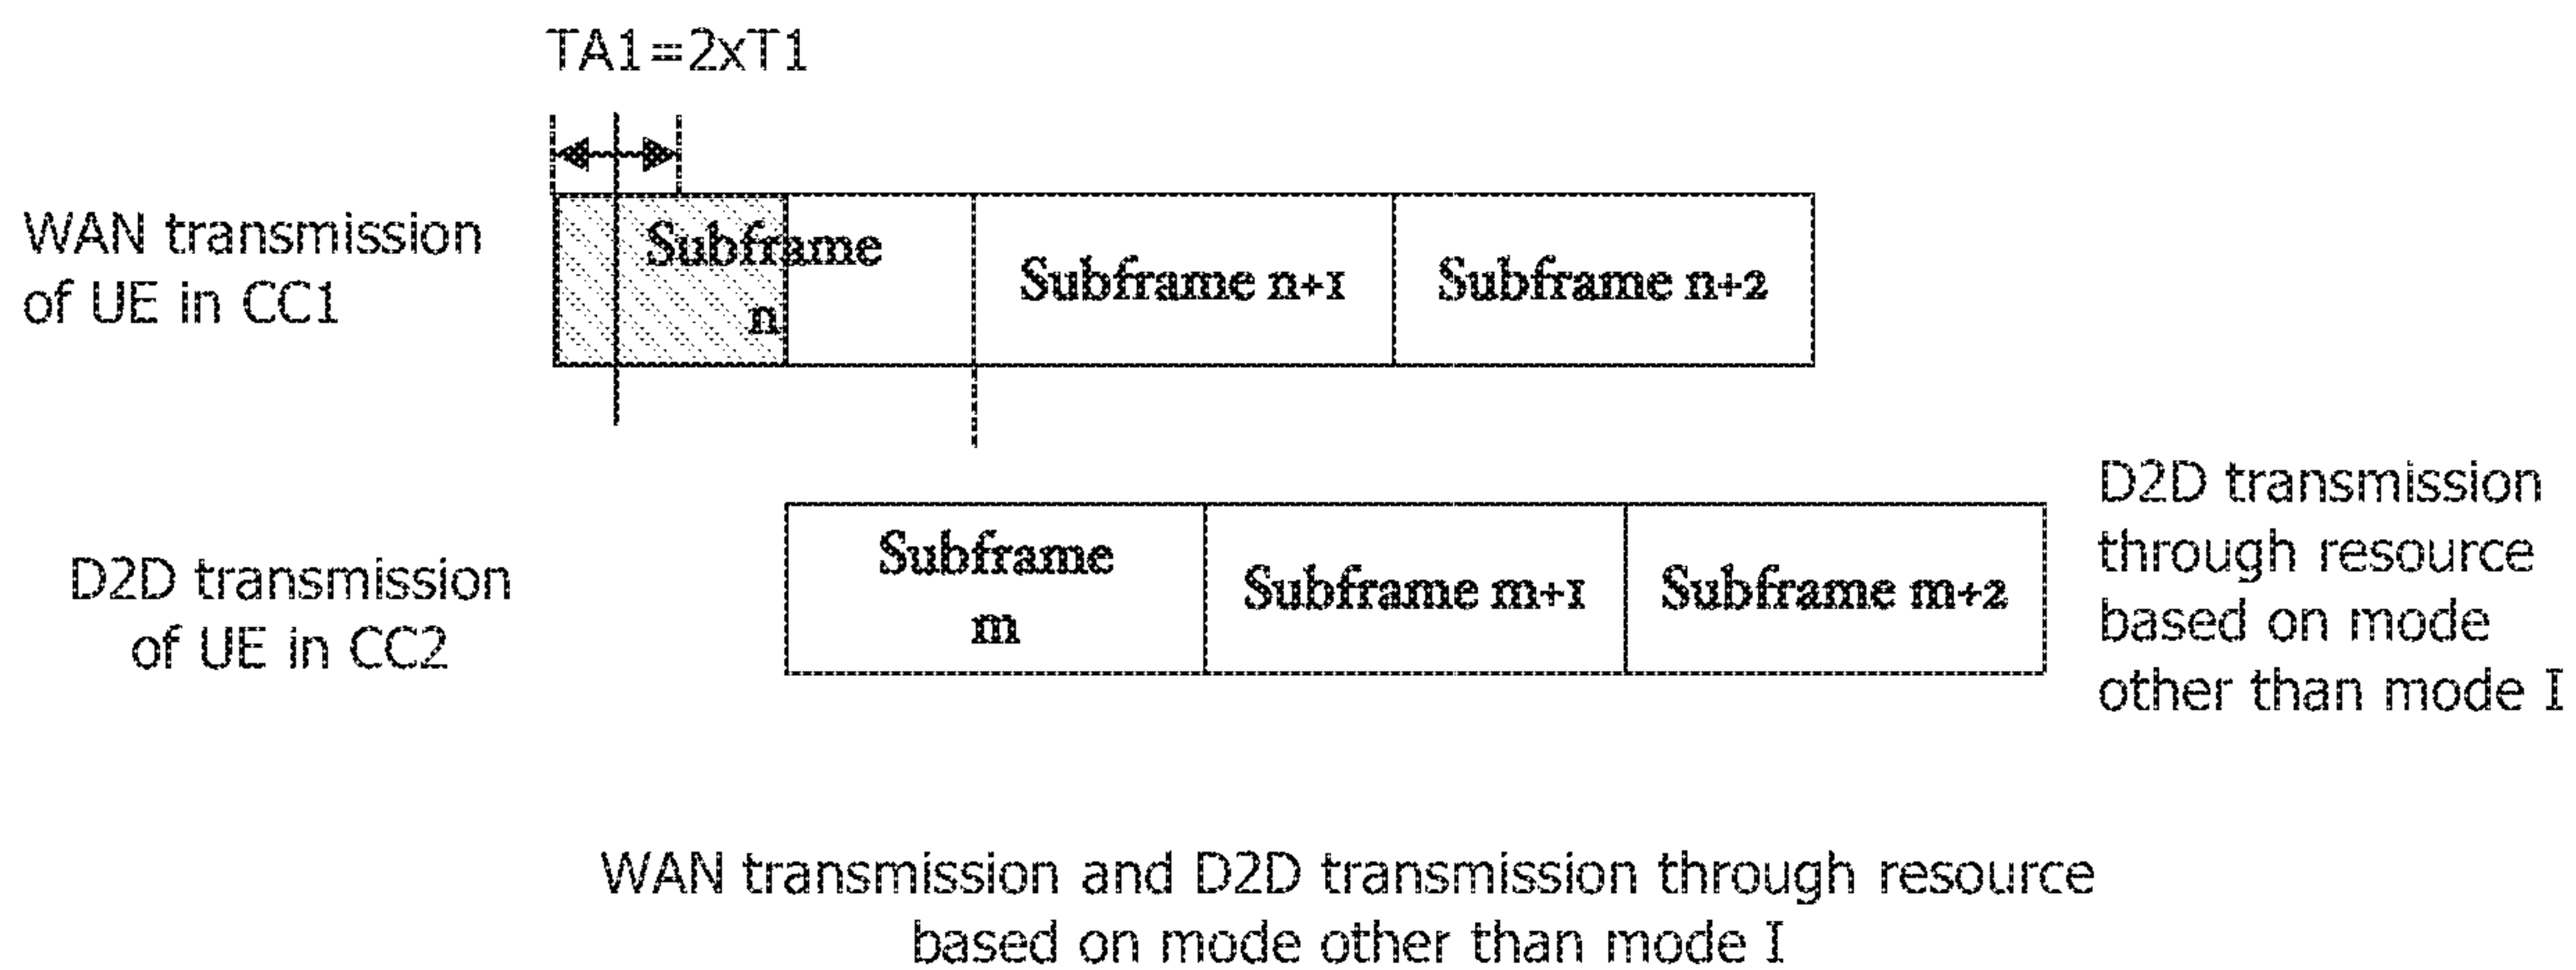 TA1=2xT1
WAN transmission
of UE in CC1
Subframe
n
Subframe n+1
Subframe n+2
D2D transmission
of UE in CC2
Subframe
m
Subframe m+1
Subframe m+2
D2D transmission
through resource
based on mode
other than mode I
WAN transmission and D2D transmission through resource
based on mode other than mode I